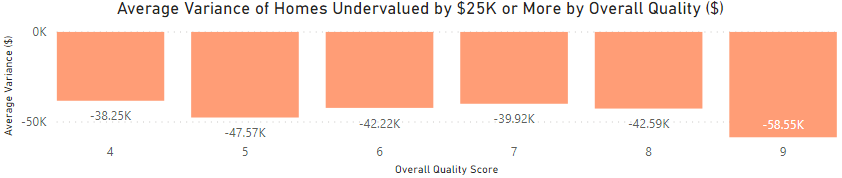 Average Variance of Homes Undervalued by $25K or More by Overall Quality ($)
Average Variance ($)
0K
-50K
-38.25K
-47.57K
-42.22K
-39.92K
-42.59K
-58.55K
4 5 6 7 8 9
Overall Quality Score